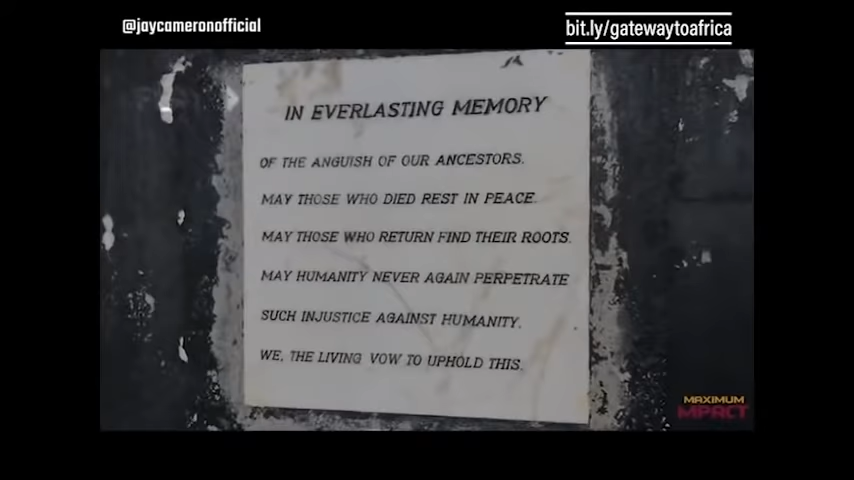 @jaycameronofficial
bit.ly/gatewaytoafrica
IN EVERLASTING MEMORY
OF THE ANGUISH OF OUR ANCESTORS.
MAY THOSE WHO DIED REST IN PEACE.
MAY THOSE WHO RETURN FIND THEIR ROOTS.
MAY HUMANITY NEVER AGAIN PERPETRATE
SUCH INJUSTICE AGAINST HUMANITY.
WE, THE LIVING VOW TO UPHOLD THIS.
MAXIMUM
MPACT